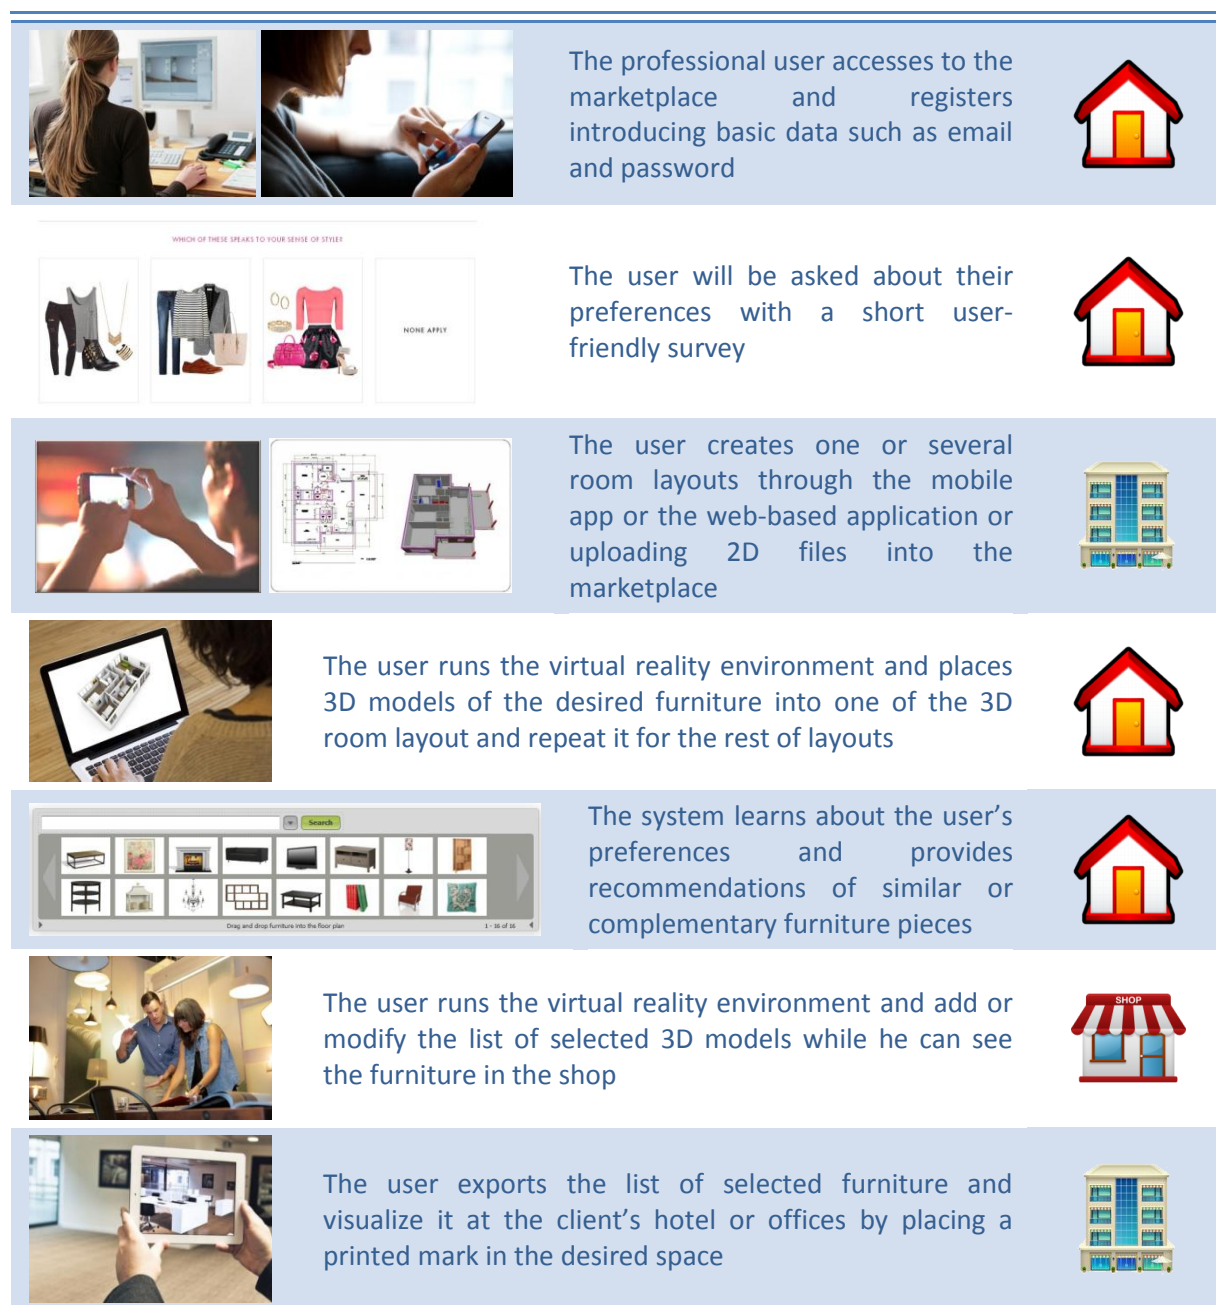 The professional user accesses to the
marketplace and registers
introducing basic data such as email
and password
WHICH OF THESE SPEAKS TO YOUR SENSE OF STYLE?
NONE APPLY
The user will be asked about their
preferences with a short user-
friendly survey
The user creates one or several
room layouts through the mobile
app or the web-based application or
uploading 2D files into the
marketplace
The user runs the virtual reality environment and places
3D models of the desired furniture into one of the 3D
room layout and repeat it for the rest of layouts
Search
Drag and drop furniture into the floor plan
1 - 16 of 16
The system learns about the user's
preferences and provides
recommendations of similar or
complementary furniture pieces
The user runs the virtual reality environment and add or
modify the list of selected 3D models while he can see
the furniture in the shop
SHOP
The user exports the list of selected furniture and
visualize it at the client's hotel or offices by placing a
printed mark in the desired space